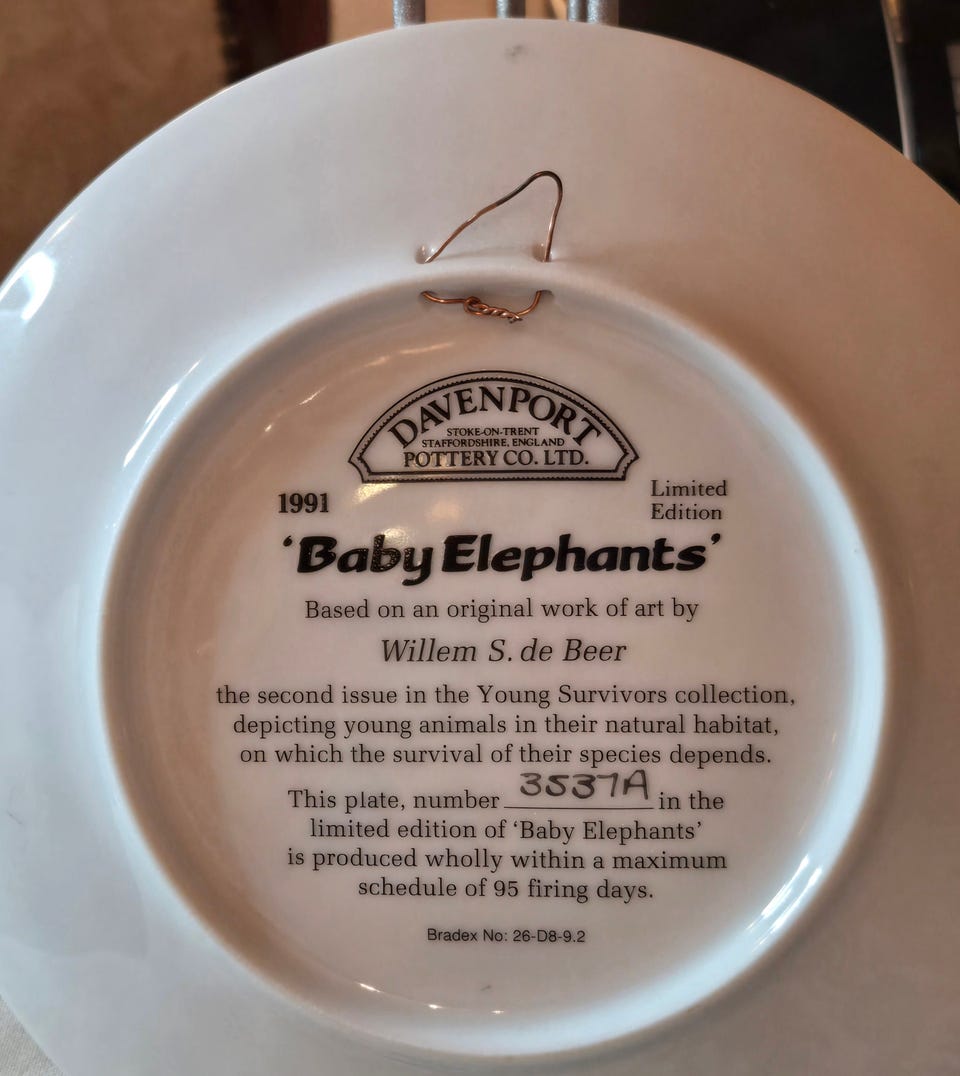 DAVENPORT
STOKE-ON-TRENT
STAFFORDSHIRE, ENGLAND
POTTERY CO. LTD.
1991
Limited
Edition
‘Baby Elephants’
Based on an original work of art by
Willem S. de Beer
the second issue in the Young Survivors collection,
depicting young animals in their natural habitat,
on which the survival of their species depends.
This plate, number 3537A in the
limited edition of ‘Baby Elephants’
is produced wholly within a maximum
schedule of 95 firing days.
Bradex No: 26-D8-9.2